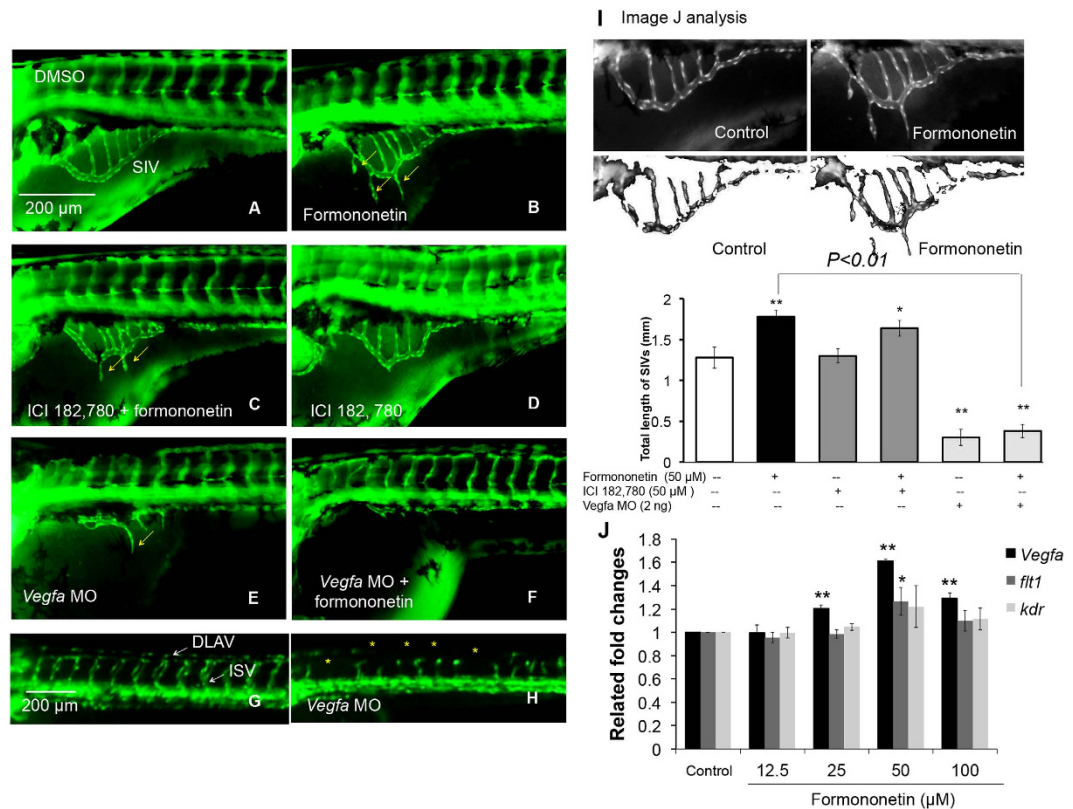 DMSO
SIV
200 µm
A
Formononetin
B
ICI 182,780 + formononetin
C
ICI 182, 780
D
Vegfa MO
E
Vegfa MO +
formononetin
F
DLAV
ISV
200 µm
G
Vegfa MO
H
* * * * *
I Image J analysis
Control
Formononetin
Control
Formononetin
P<0.01
Total length of SIVs (mm)
2
1.5
1
0.5
0
**
*
**
**
Formononetin (50 µM) -- + -- + -- +
ICI 182,780 (50 µM ) -- -- + + -- --
Vegfa MO (2 ng) -- -- -- -- + +
J
Related fold changes
1.8
1.6
1.4
1.2
1
0.8
0.6
0.4
0.2
0
**
**
*
**
Vegfa
flt1
kdr
Control 12.5 25 50 100
Formononetin (µM)